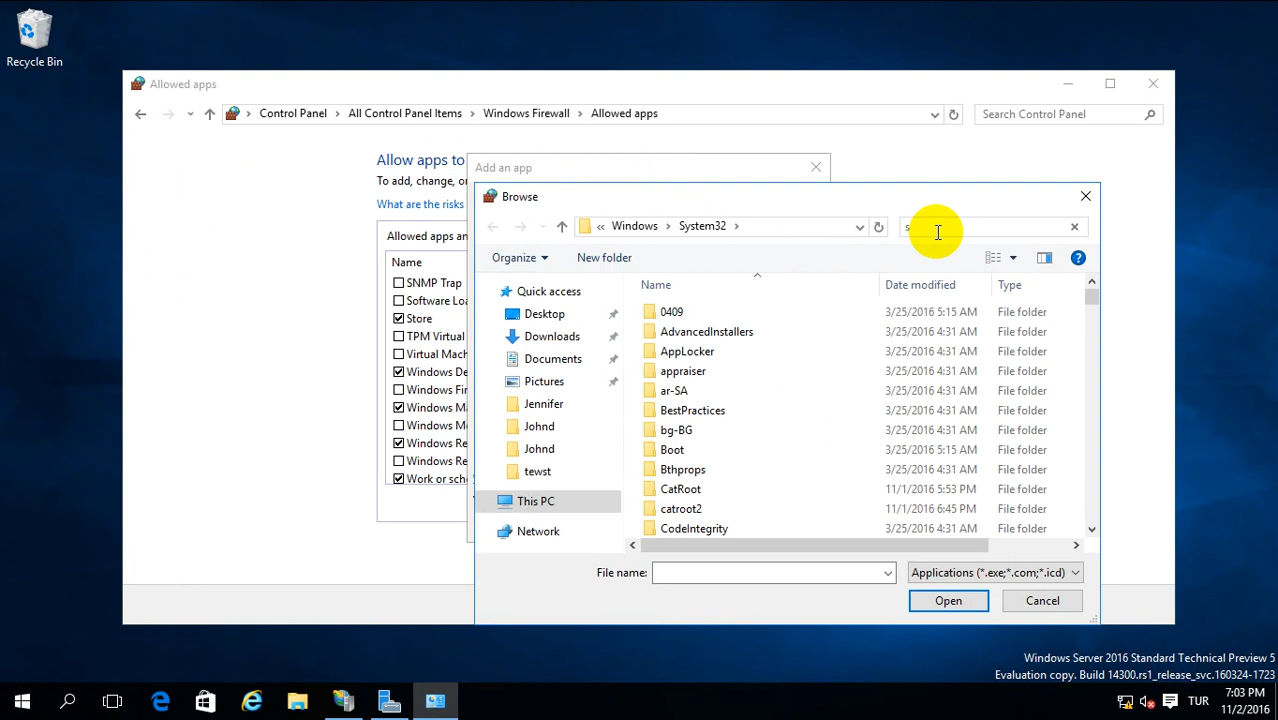 Recycle Bin
Allowed apps
Control Panel > All Control Panel Items > Windows Firewall > Allowed apps
Search Control Panel
Allow apps to
To add, change, or
What are the risks
Allowed apps an
Name
SNMP Trap
Software Loa
Store
TPM Virtual
Virtual Mach
Windows De
Windows Fir
Windows M
Windows M
Windows Re
Windows Re
Work or scho
Add an app
Browse
« Windows > System32 >
s
Organize
New folder
Quick access
Desktop
Downloads
Documents
Pictures
Jennifer
Johnd
Johnd
tewst
This PC
Network
Name Date modified Type
0409 3/25/2016 5:15 AM File folder
AdvancedInstallers 3/25/2016 4:31 AM File folder
AppLocker 3/25/2016 4:31 AM File folder
appraiser 3/25/2016 4:31 AM File folder
ar-SA 3/25/2016 4:31 AM File folder
BestPractices 3/25/2016 4:31 AM File folder
bg-BG 3/25/2016 4:31 AM File folder
Boot 3/25/2016 5:15 AM File folder
Bthprops 3/25/2016 4:31 AM File folder
CatRoot 11/1/2016 5:53 PM File folder
catroot2 11/1/2016 6:45 PM File folder
CodeIntegrity 3/25/2016 4:31 AM File folder
File name:
Applications (*.exe;*.com;*.icd)
Open
Cancel
Windows Server 2016 Standard Technical Preview 5
Evaluation copy. Build 14300.rs1_release_svc.160324-1723
TUR
7:03 PM
11/2/2016